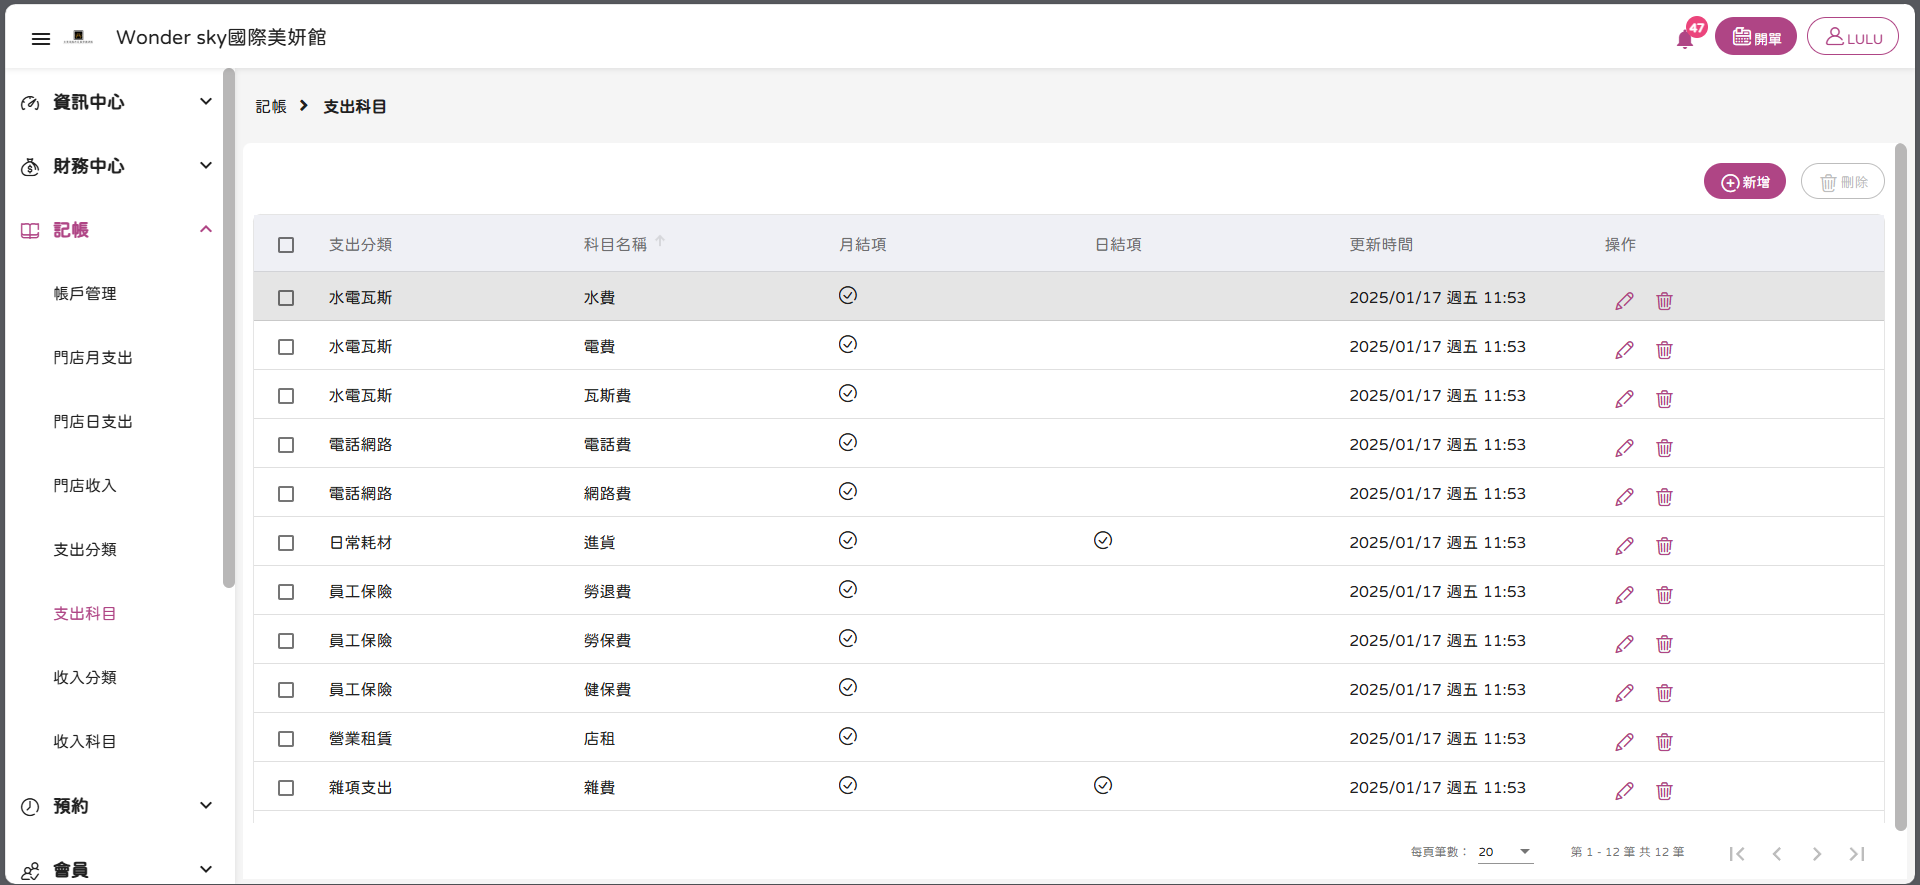 Wonder sky國際美妍館
47
開單
LULU
資訊中心
財務中心
記帳
帳戶管理
門店月支出
門店日支出
門店收入
支出分類
支出科目
收入分類
收入科目
預約
會員
記帳 支出科目
新增 刪除
支出分類 科目名稱 月結項 日結項 更新時間 操作
水電瓦斯 水費 2025/01/17 週五 11:53
水電瓦斯 電費 2025/01/17 週五 11:53
水電瓦斯 瓦斯費 2025/01/17 週五 11:53
電話網路 電話費 2025/01/17 週五 11:53
電話網路 網路費 2025/01/17 週五 11:53
日常耗材 進貨 2025/01/17 週五 11:53
員工保險 勞退費 2025/01/17 週五 11:53
員工保險 勞保費 2025/01/17 週五 11:53
員工保險 健保費 2025/01/17 週五 11:53
營業租賃 店租 2025/01/17 週五 11:53
雜項支出 雜費 2025/01/17 週五 11:53
每頁筆數： 20 第 1 - 12 筆 共 12 筆